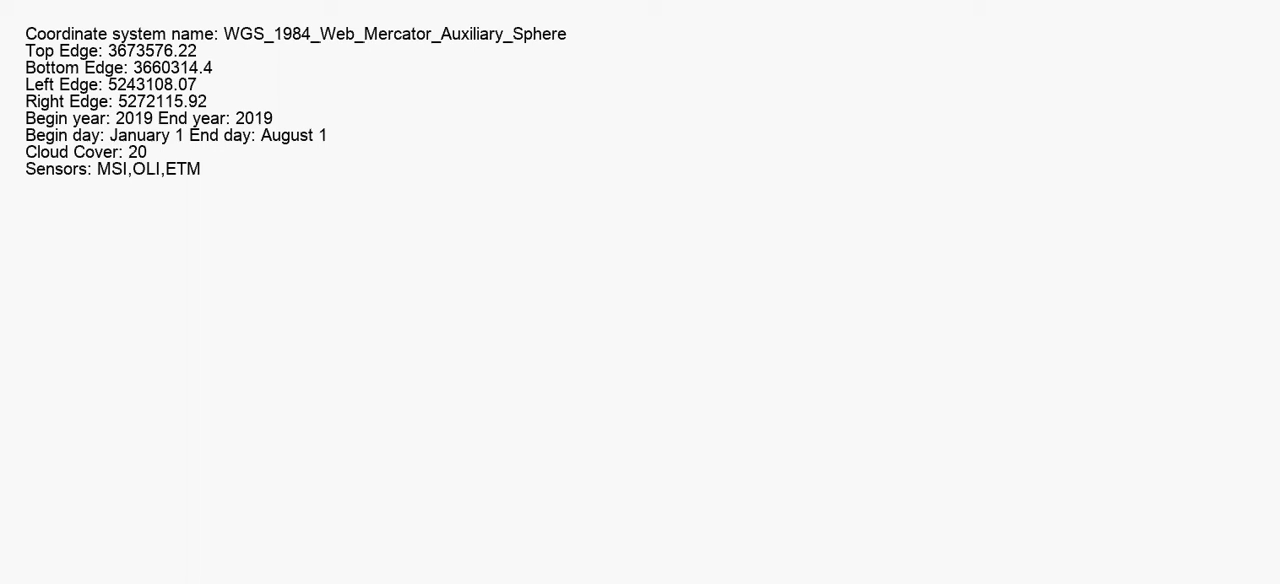 Coordinate system name: WGS_1984_Web_Mercator_Auxiliary_Sphere
Top Edge: 3673576.22
Bottom Edge: 3660314.4
Left Edge: 5243108.07
Right Edge: 5272115.92
Begin year: 2019 End year: 2019
Begin day: January 1 End day: August 1
Cloud Cover: 20
Sensors: MSI,OLI,ETM